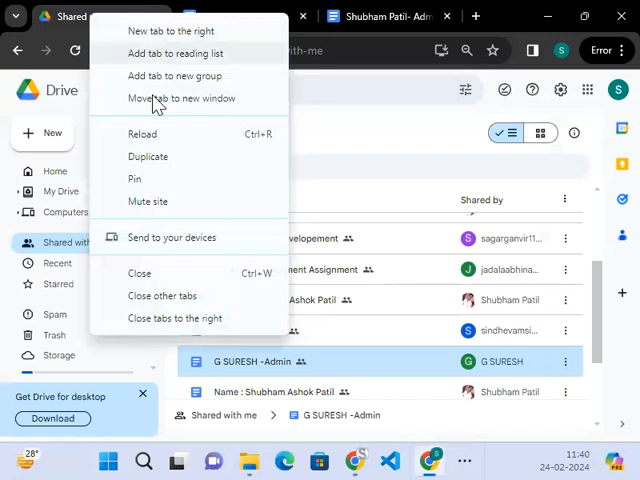 Shared
Shubham Patil- Adm
New tab to the right
Add tab to reading list
Add tab to new group
Move tab to new window
Reload Ctrl+R
Duplicate
Pin
Mute site
Send to your devices
Close Ctrl+W
Close other tabs
Close tabs to the right
-with-me
Error
Drive
S
New
Home
My Drive
Computers
Shared with
Recent
Starred
Spam
Trash
Storage
Get Drive for desktop
Download
Shared by
Developement
S sagarganvir11...
ment Assignment
J jadalaabhina...
Ashok Patil
Shubham Patil
S sindhevamsi...
G SURESH -Admin
G G SURESH
Name : Shubham Ashok Patil
Shubham Patil
Shared with me > G SURESH -Admin
28°
11:40
24-02-2024